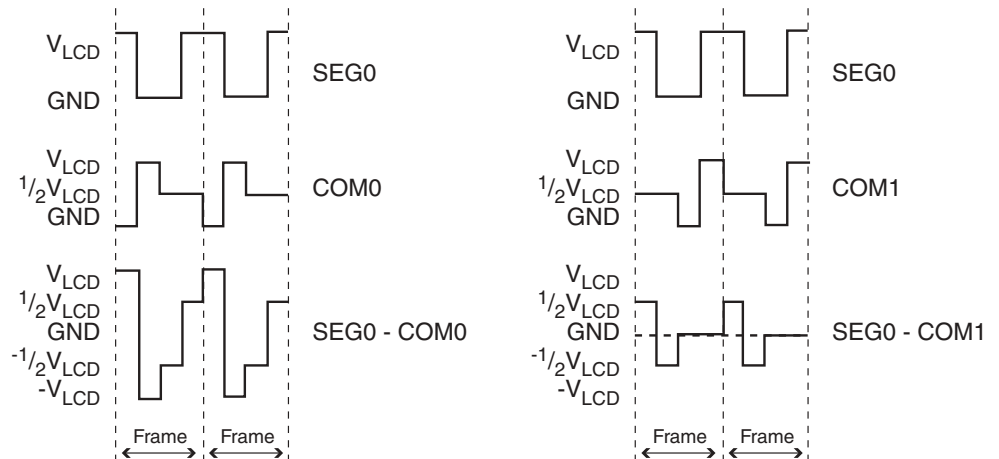 V_LCD
GND
SEG0
V_LCD
1/2V_LCD
GND
COM0
V_LCD
1/2V_LCD
GND
-1/2V_LCD
-V_LCD
SEG0 - COM0
Frame Frame
V_LCD
GND
SEG0
V_LCD
1/2V_LCD
GND
COM1
V_LCD
1/2V_LCD
GND
-1/2V_LCD
-V_LCD
SEG0 - COM1
Frame Frame